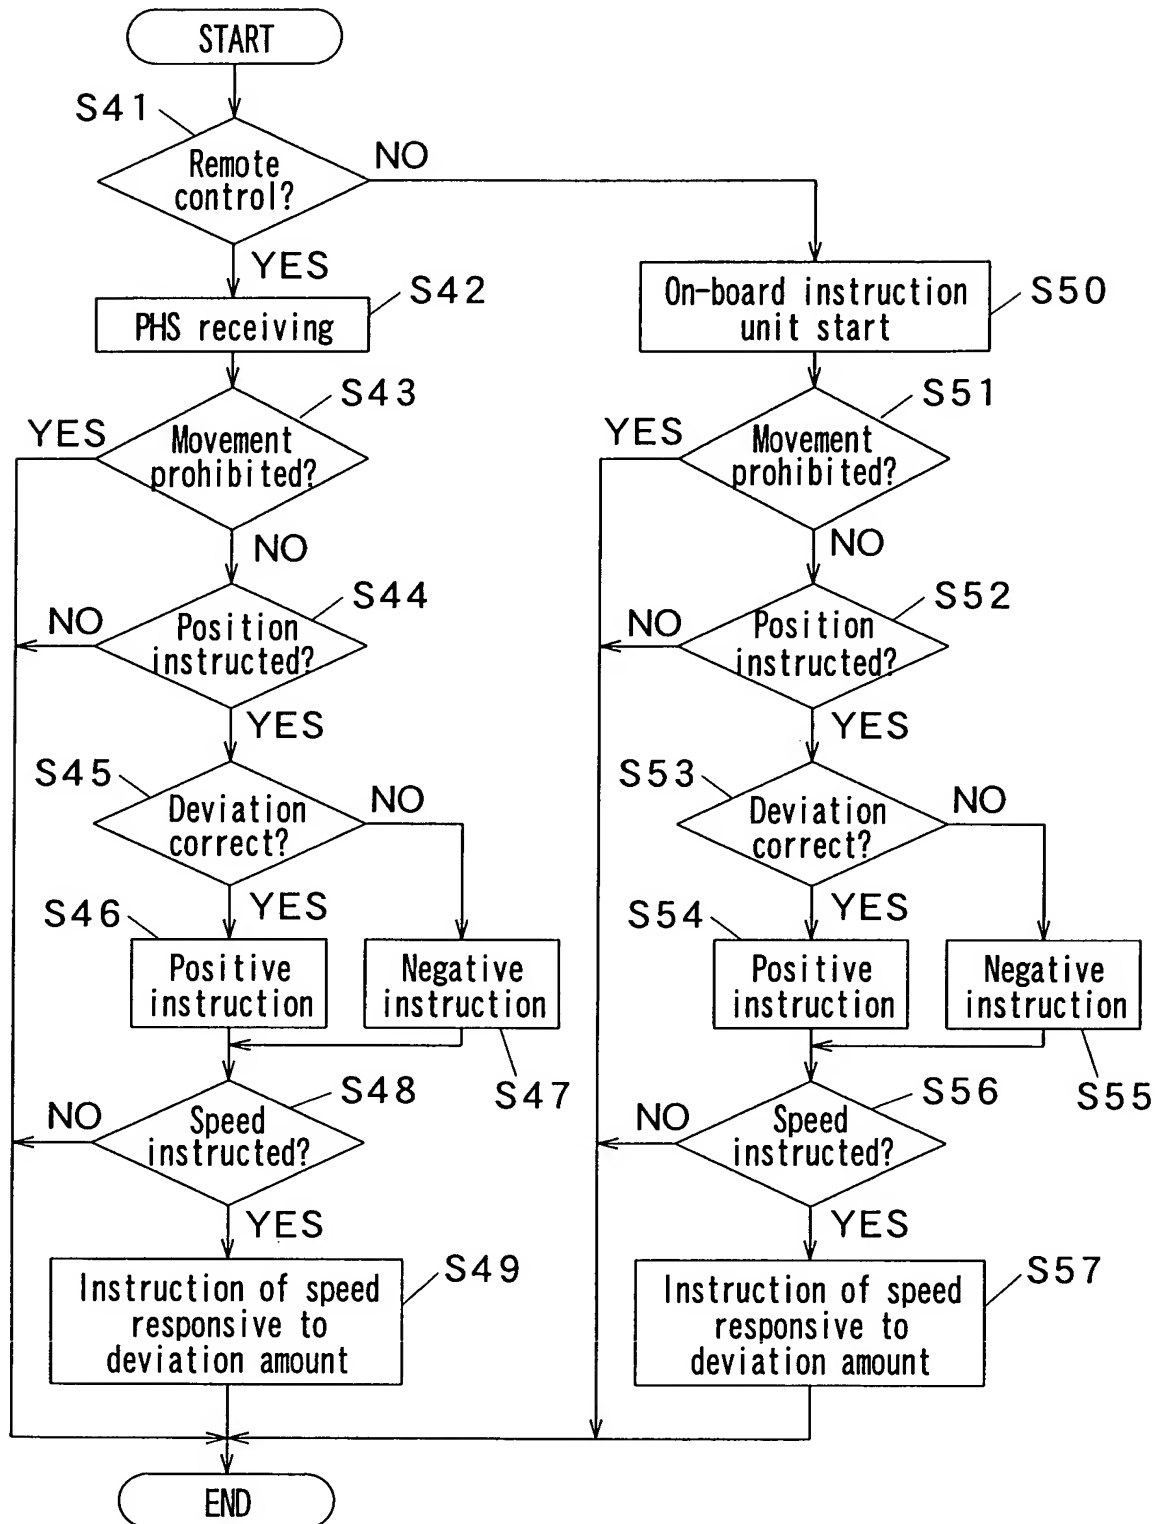 START
S41
Remote
control?
NO
YES
S42
PHS receiving
On-board instruction
unit start
S50
S43
YES
Movement
prohibited?
NO
S51
YES
Movement
prohibited?
NO
S44
NO
Position
instructed?
YES
S52
NO
Position
instructed?
YES
S45
Deviation
correct?
NO
YES
S53
Deviation
correct?
NO
YES
S46
Positive
instruction
Negative
instruction
S47
S54
Positive
instruction
Negative
instruction
S55
S48
NO
Speed
instructed?
YES
S56
NO
Speed
instructed?
YES
S49
Instruction of speed
responsive to
deviation amount
S57
Instruction of speed
responsive to
deviation amount
END